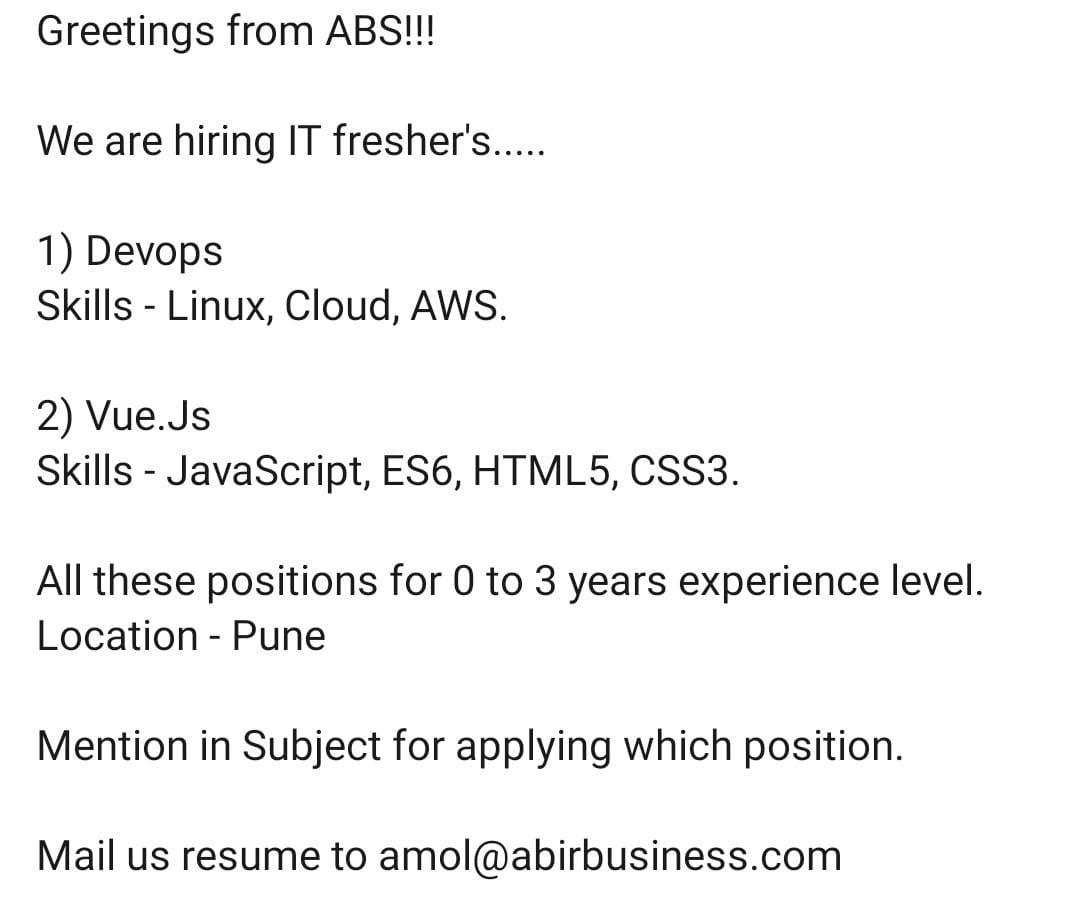 Greetings from ABS!!!
We are hiring IT fresher's.....
1) Devops
Skills - Linux, Cloud, AWS.
2) Vue.Js
Skills - JavaScript, ES6, HTML5, CSS3.
All these positions for 0 to 3 years experience level.
Location - Pune
Mention in Subject for applying which position.
Mail us resume to amol@abirbusiness.com